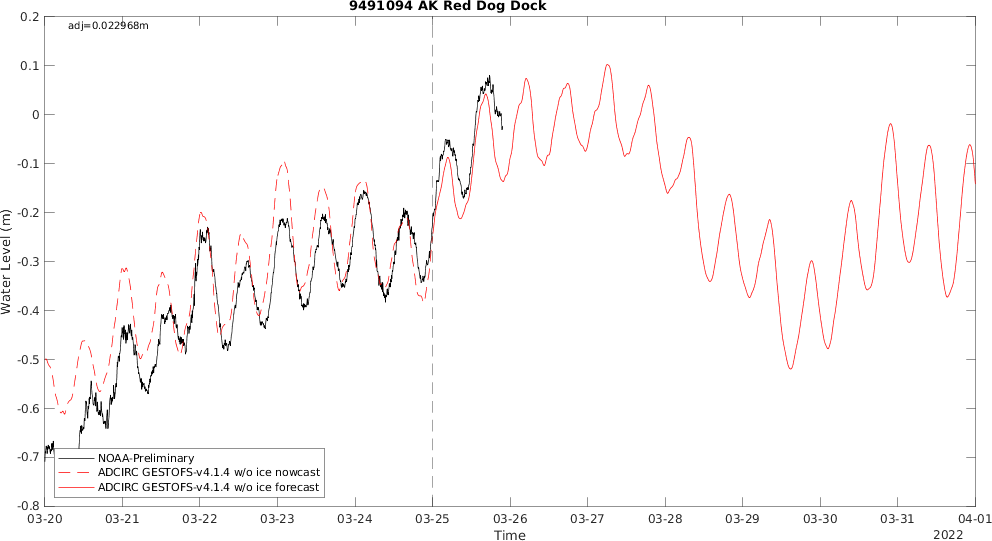 9491094 AK Red Dog Dock
adj=0.022968m
Water Level (m)
0.2
0.1
0
-0.1
-0.2
-0.3
-0.4
-0.5
-0.6
-0.7
-0.8
NOAA-Preliminary
ADCIRC GESTOFS-v4.1.4 w/o ice nowcast
ADCIRC GESTOFS-v4.1.4 w/o ice forecast
03-20 03-21 03-22 03-23 03-24 03-25 03-26 03-27 03-28 03-29 03-30 03-31 04-01
Time
2022